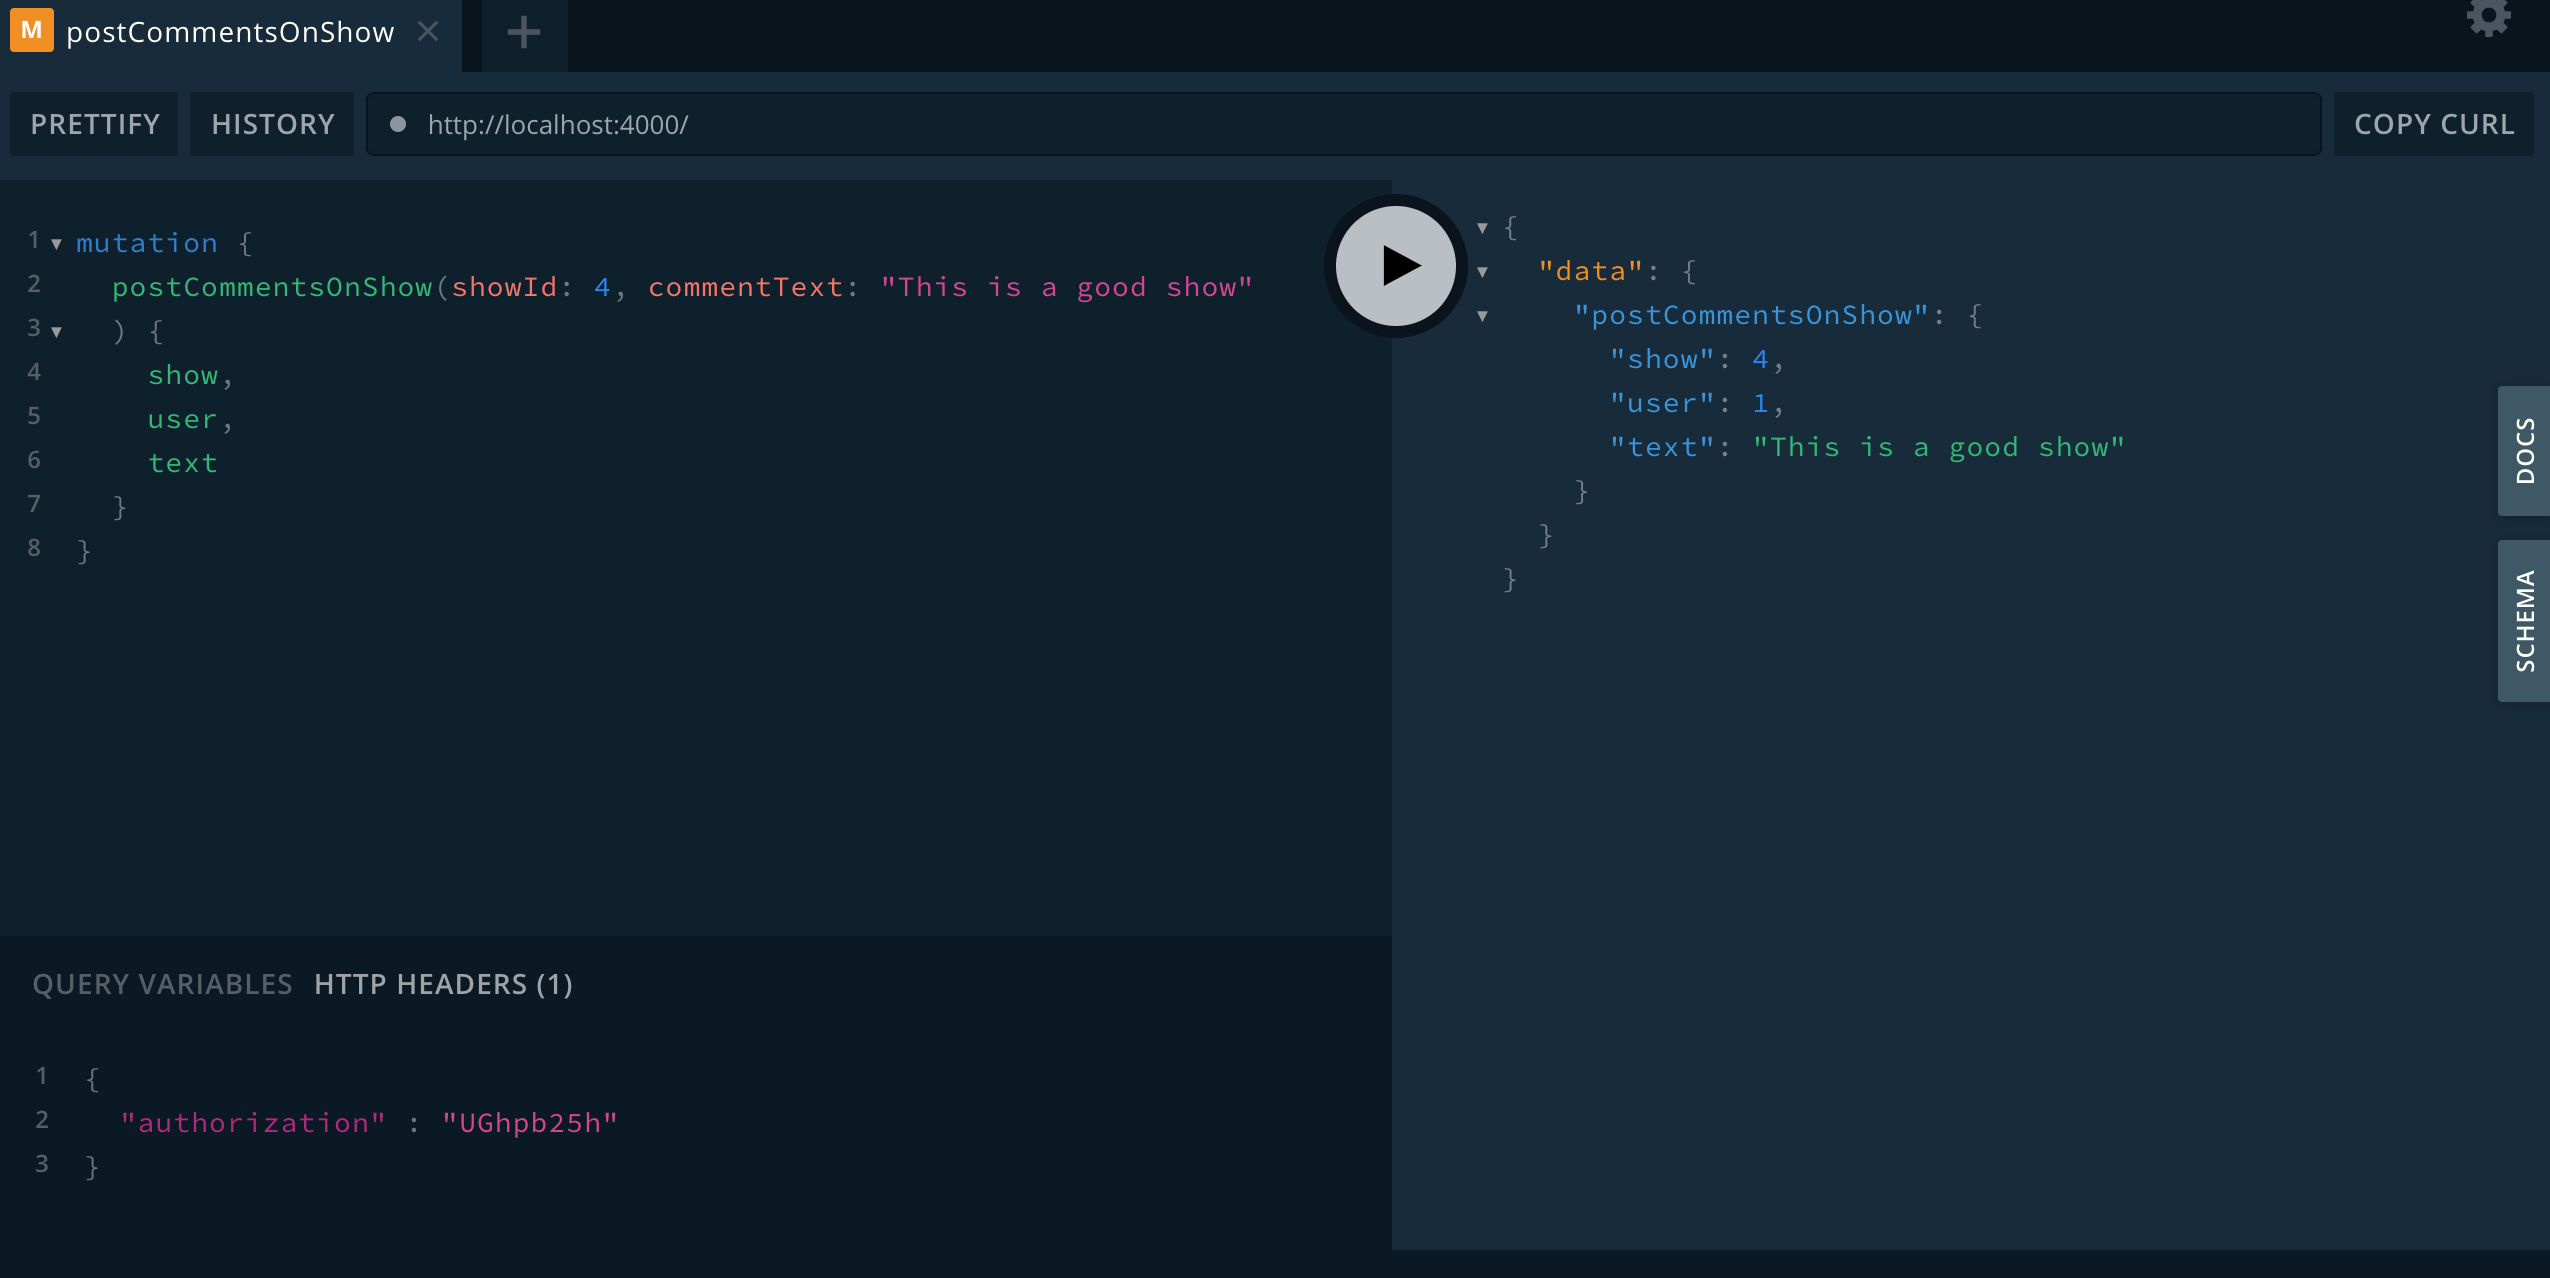 M postCommentsOnShow
PRETTIFY HISTORY http://localhost:4000/ COPY CURL
1 mutation {
2 postCommentsOnShow(showId: 4, commentText: "This is a good show"
3 ) {
4 show,
5 user,
6 text
7 }
8 }
{
"data": {
"postCommentsOnShow": {
"show": 4,
"user": 1,
"text": "This is a good show"
}
}
}
DOCS
SCHEMA
QUERY VARIABLES HTTP HEADERS (1)
1 {
2 "authorization" : "UGhpb25h"
3 }